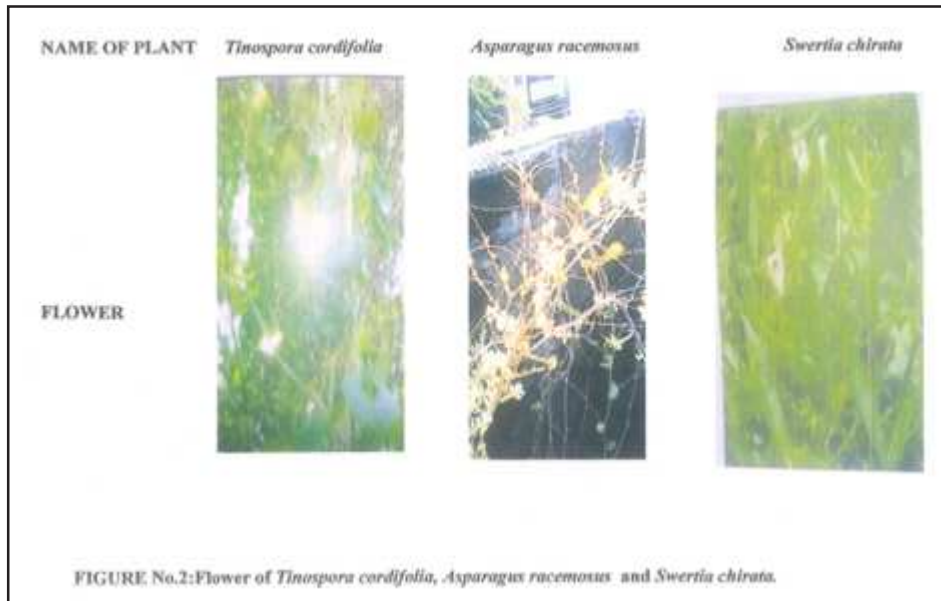 NAME OF PLANT Tinospora cordifolia Asparagus racemosus Swertia chirata
FLOWER
FIGURE No.2:Flower of Tinospora cordifolia, Asparagus racemosus and Swertia chirata.